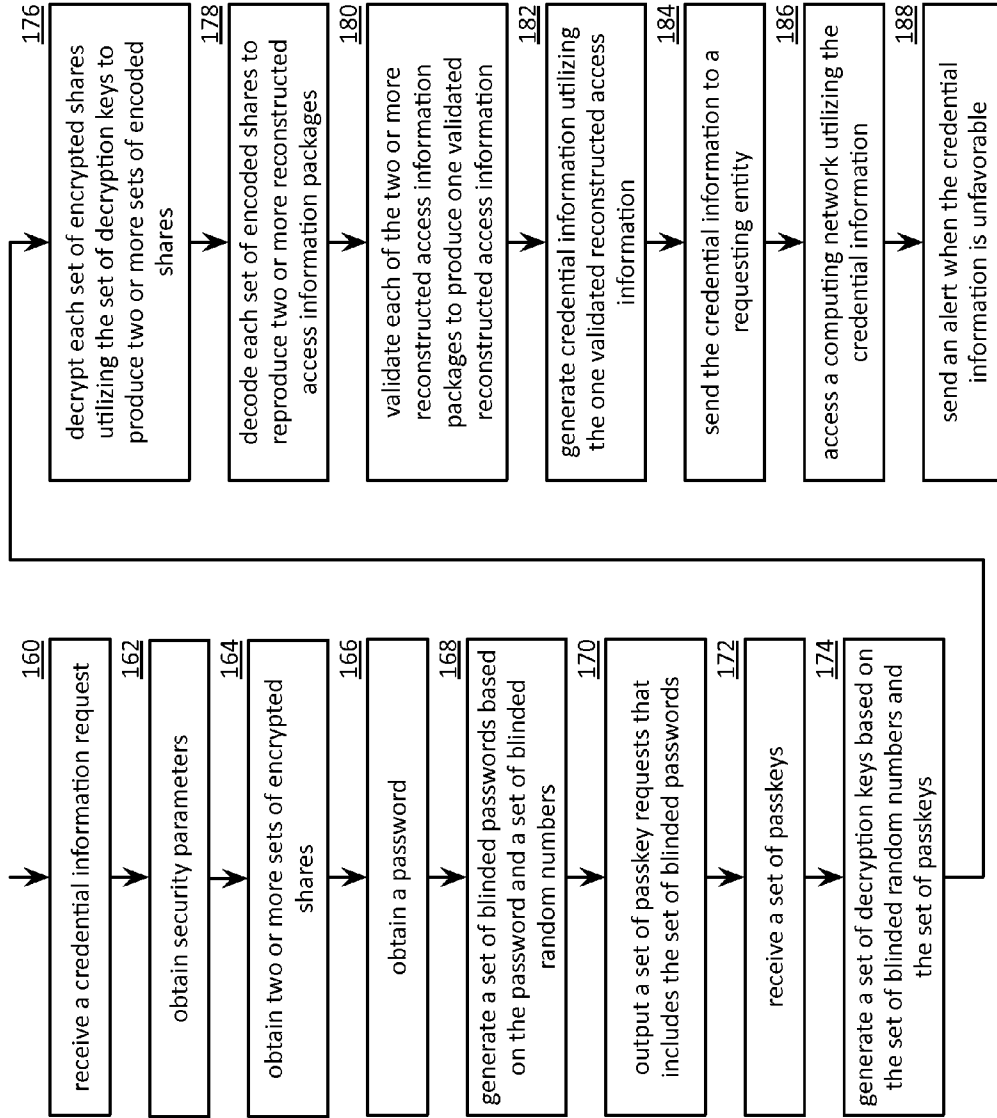 160
receive a credential information request
162
obtain security parameters
164
obtain two or more sets of encrypted
shares
166
obtain a password
168
generate a set of blinded passwords based
on the password and a set of blinded
random numbers
170
output a set of passkey requests that
includes the set of blinded passwords
172
receive a set of passkeys
174
generate a set of decryption keys based on
the set of blinded random numbers and
the set of passkeys
176
decrypt each set of encrypted shares
utilizing the set of decryption keys to
produce two or more sets of encoded
shares
178
decode each set of encoded shares to
reproduce two or more reconstructed
access information packages
180
validate each of the two or more
reconstructed access information
packages to produce one validated
reconstructed access information
182
generate credential information utilizing
the one validated reconstructed access
information
184
send the credential information to a
requesting entity
186
access a computing network utilizing the
credential information
188
send an alert when the credential
information is unfavorable